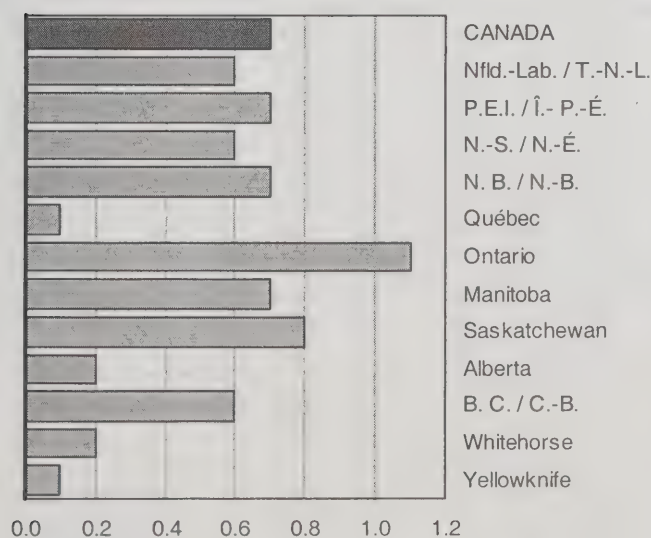 CANADA
Nfld.-Lab. / T.-N.-L.
P.E.I. / Î.- P.-É.
N.-S. / N.-É.
N. B. / N.-B.
Québec
Ontario
Manitoba
Saskatchewan
Alberta
B. C. / C.-B.
Whitehorse
Yellowknife
0.0 0.2 0.4 0.6 0.8 1.0 1.2